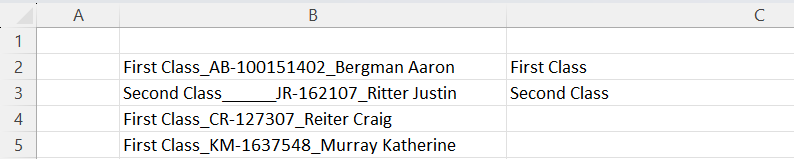 A B C
1
2 First Class_AB-100151402_Bergman Aaron First Class
3 Second Class______JR-162107_Ritter Justin Second Class
4 First Class_CR-127307_Reiter Craig
5 First Class_KM-1637548_Murray Katherine